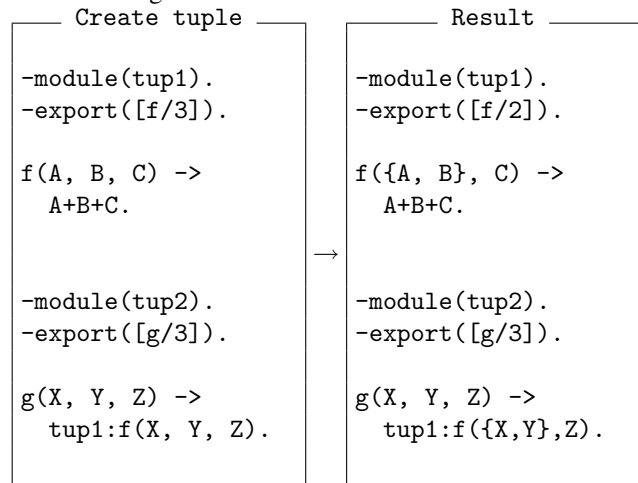 Create tuple
-module(tup1).
-export([f/3]).
f(A, B, C) ->
A+B+C.
-module(tup2).
-export([g/3]).
g(X, Y, Z) ->
tup1:f(X, Y, Z).
→
Result
-module(tup1).
-export([f/2]).
f({A, B}, C) ->
A+B+C.
-module(tup2).
-export([g/3]).
g(X, Y, Z) ->
tup1:f({X,Y},Z).